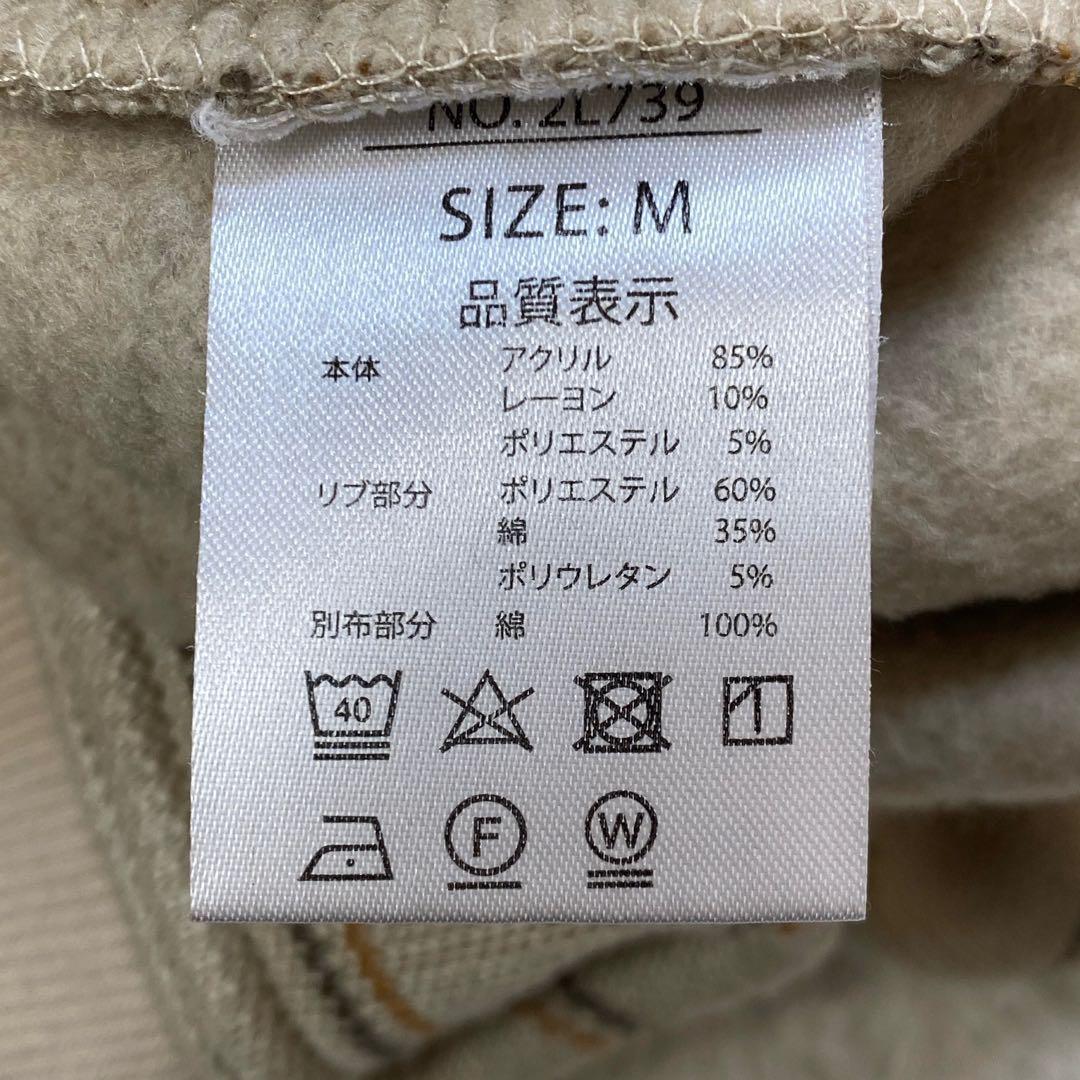 NO. 2L739
SIZE: M
品質表示
本体 アクリル 85%
レーヨン 10%
ポリエステル 5%
リブ部分 ポリエステル 60%
綿 35%
ポリウレタン 5%
別布部分 綿 100%
40
F W